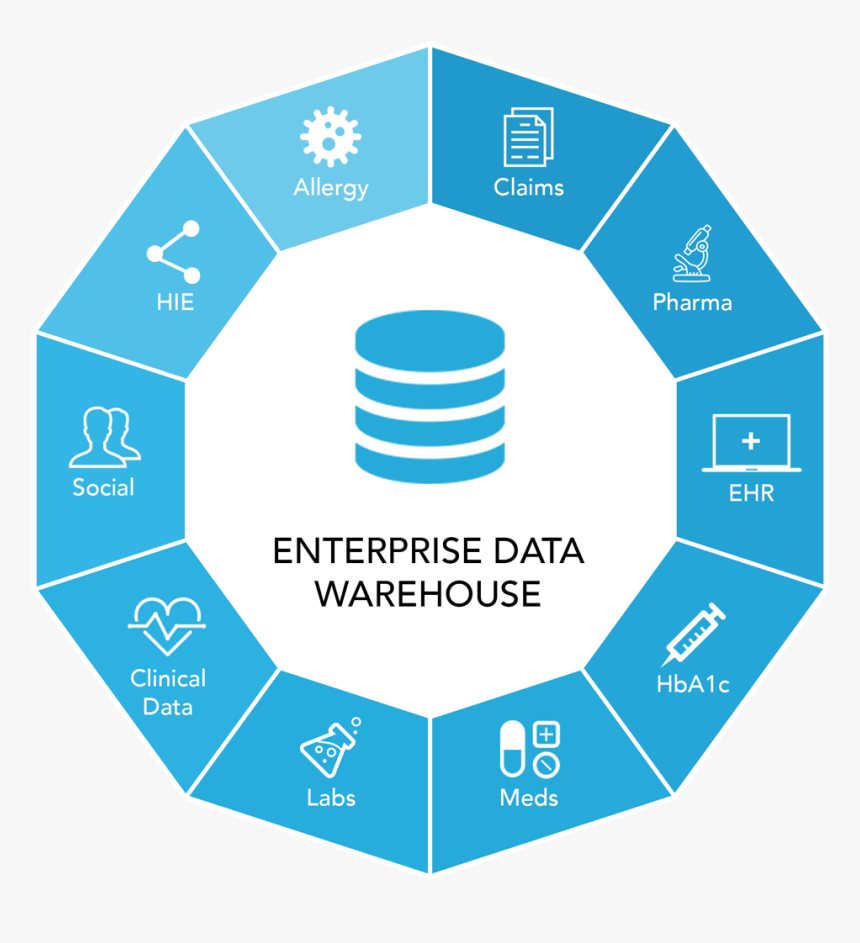 Allergy
Claims
HIE
Pharma
Social
EHR
ENTERPRISE DATA
WAREHOUSE
Clinical
Data
HbA1c
Labs
Meds